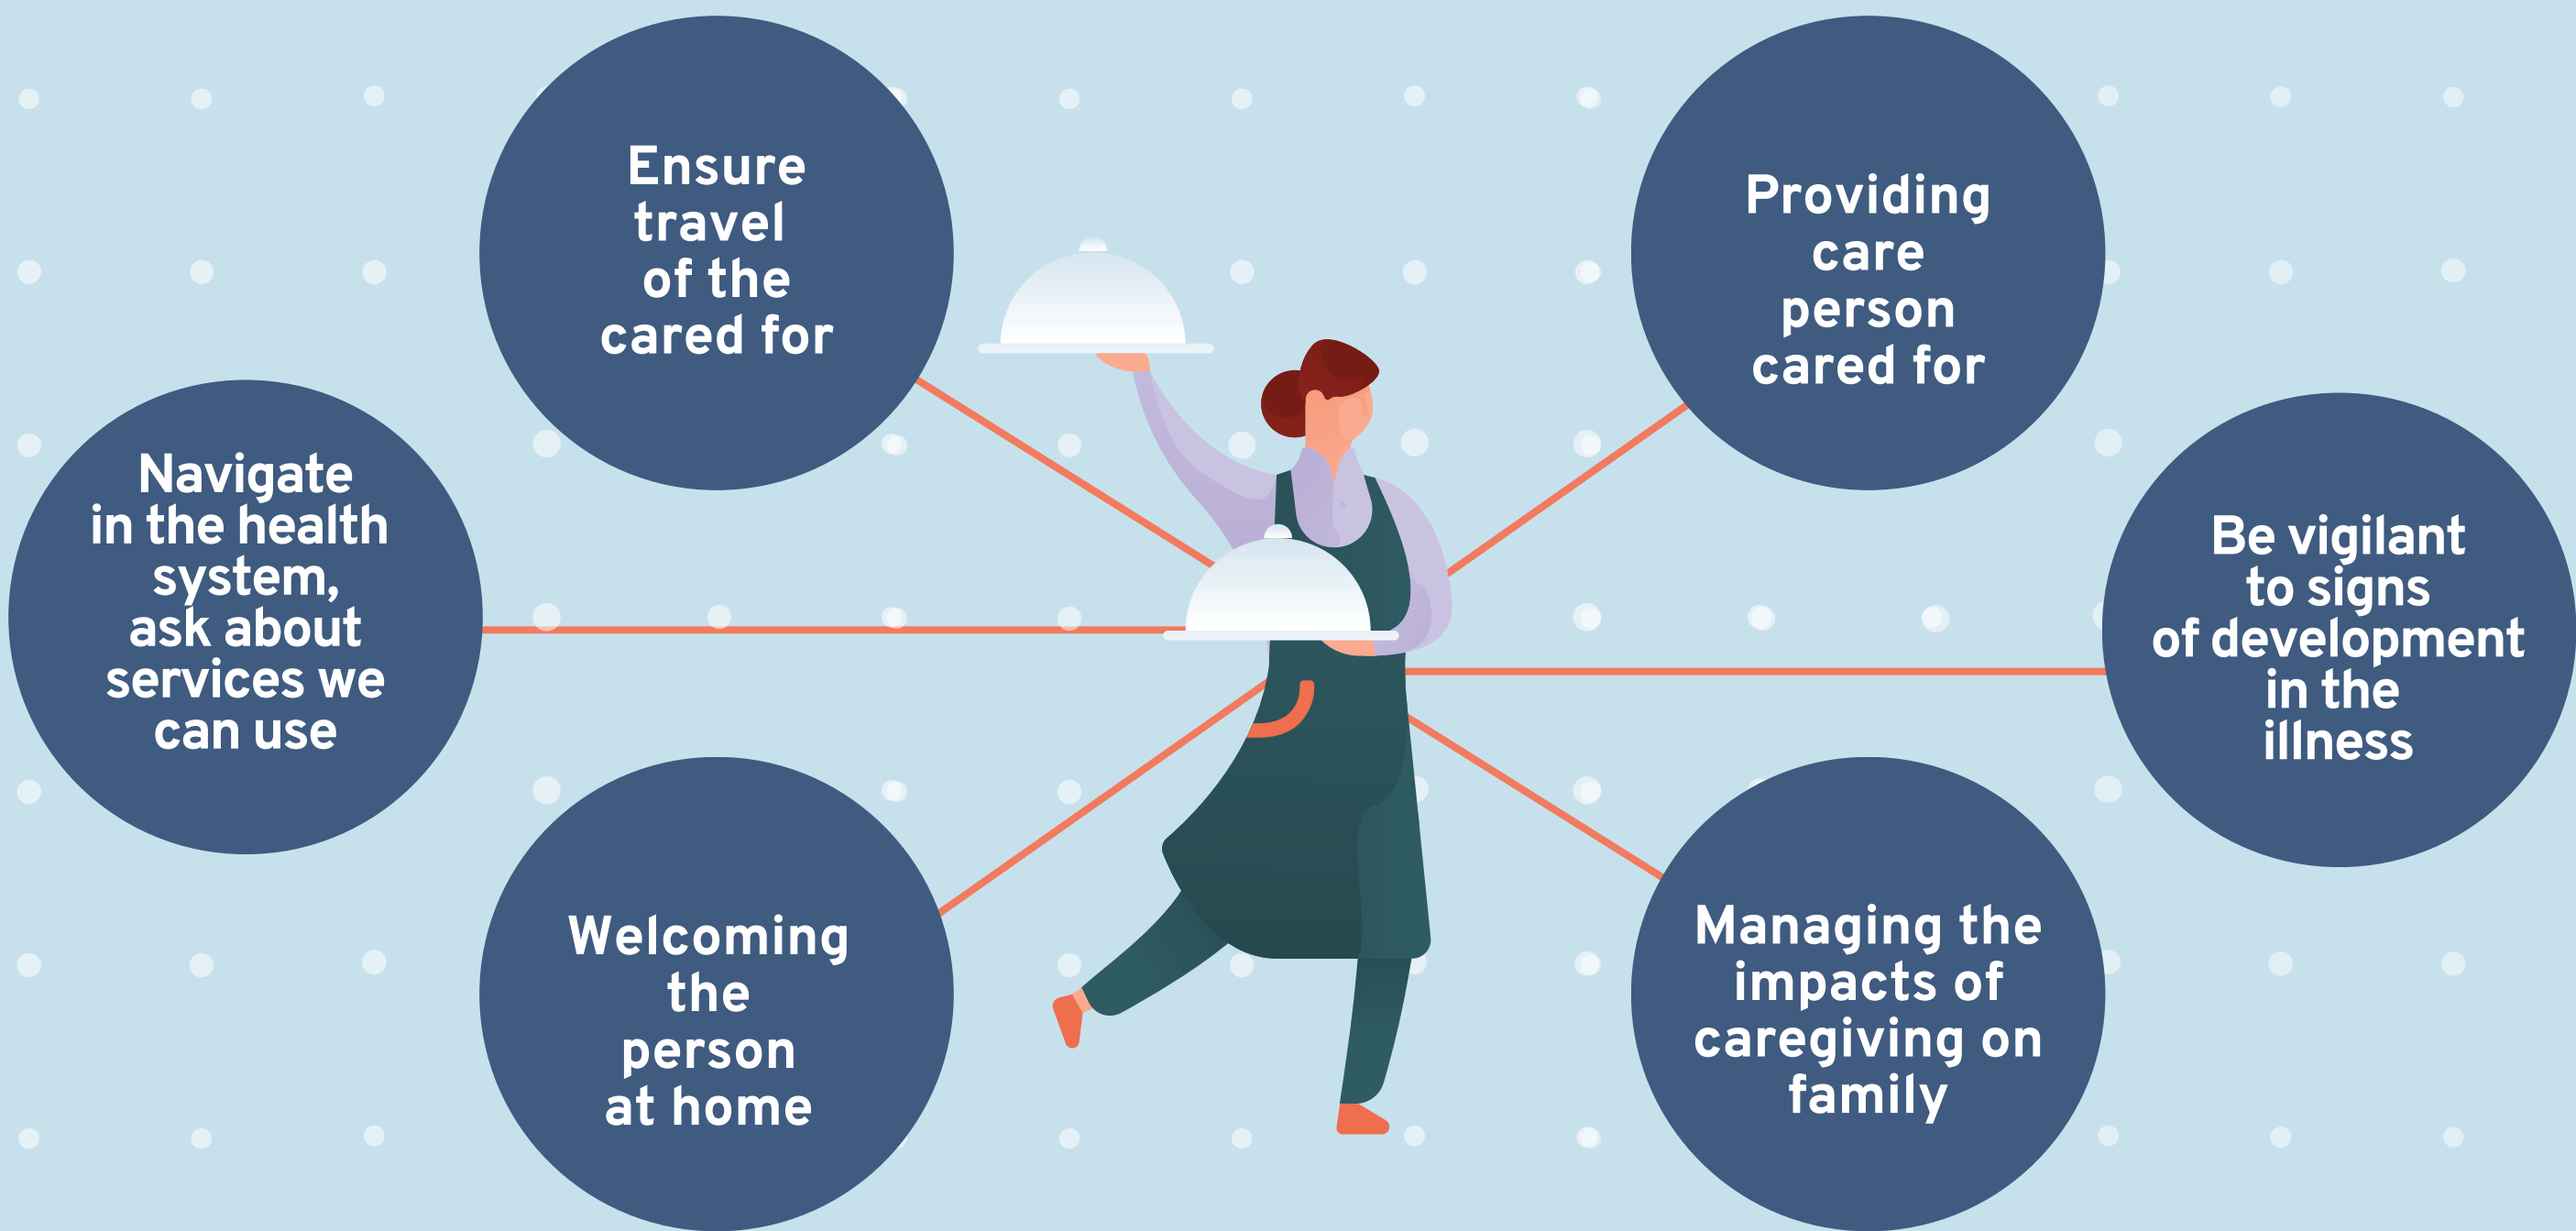 Ensure
travel
of the
cared for
Providing
care
person
cared for
Navigate
in the health
system,
ask about
services we
can use
Be vigilant
to signs
of development
in the
illness
Welcoming
the
person
at home
Managing the
impacts of
caregiving on
family